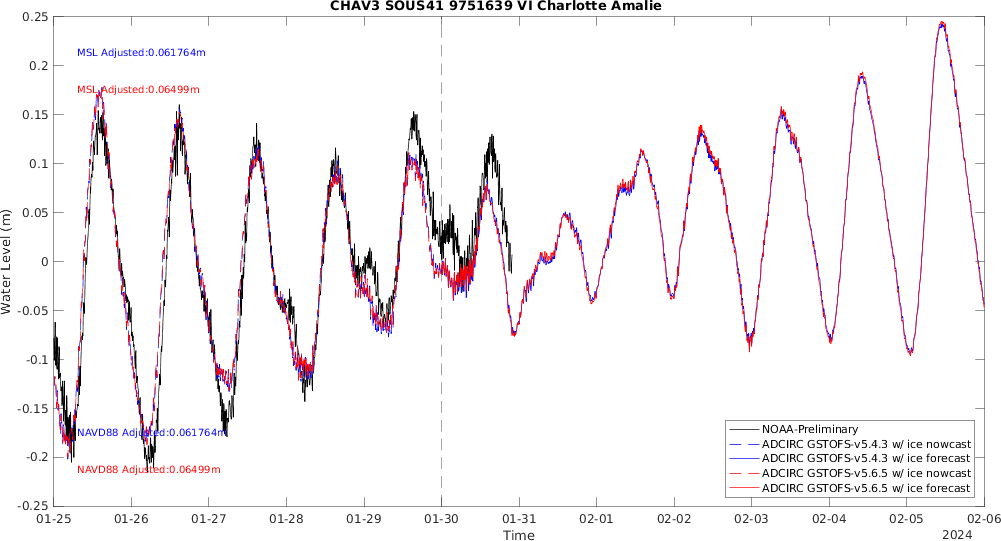 CHAV3 SOUS41 9751639 VI Charlotte Amalie
0.25
0.2
0.15
0.1
0.05
0
-0.05
-0.1
-0.15
-0.2
-0.25
Water Level (m)
MSL Adjusted:0.061764m
MSL Adjusted:0.06499m
NAVD88 Adjusted:0.061764m
NAVD88 Adjusted:0.06499m
NOAA-Preliminary
ADCIRC GSTOFS-v5.4.3 w/ ice nowcast
ADCIRC GSTOFS-v5.4.3 w/ ice forecast
ADCIRC GSTOFS-v5.6.5 w/ ice nowcast
ADCIRC GSTOFS-v5.6.5 w/ ice forecast
01-25 01-26 01-27 01-28 01-29 01-30 01-31 02-01 02-02 02-03 02-04 02-05 02-06
Time
2024